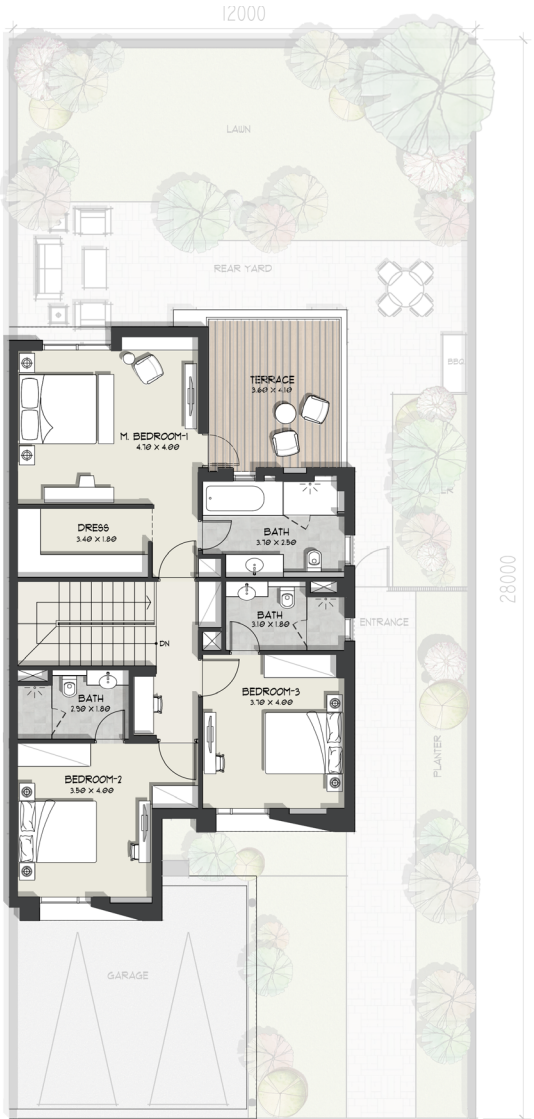 12000
LAWN
REAR YARD
BBQ
TERRACE
3.60 X 4.10
M. BEDROOM-1
4.70 X 4.00
DRESS
3.40 X 1.80
BATH
3.70 X 2.50
28000
BATH
3.10 X 1.80
ENTRANCE
DN
BATH
2.50 X 1.80
BEDROOM-3
3.70 X 4.00
PLANTER
BEDROOM-2
3.50 X 4.00
GARAGE